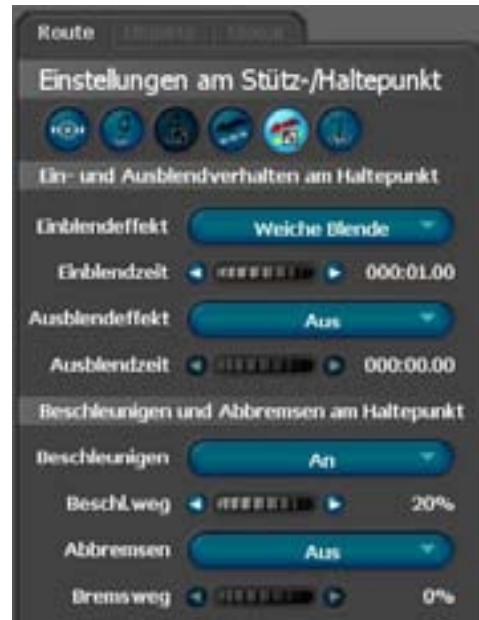 Route
Einstellungen am Stütz-/Haltepunkt
Ein- und Ausblendverhalten am Haltepunkt
Einblendeffekt Weiche Blende
Einblendzeit 000:01.00
Ausblendeffekt Aus
Ausblendzeit 000:00.00
Beschleunigen und Abbremsen am Haltepunkt
Beschleunigen An
Beschl.weg 20%
Abbremsen Aus
Bremsweg 0%